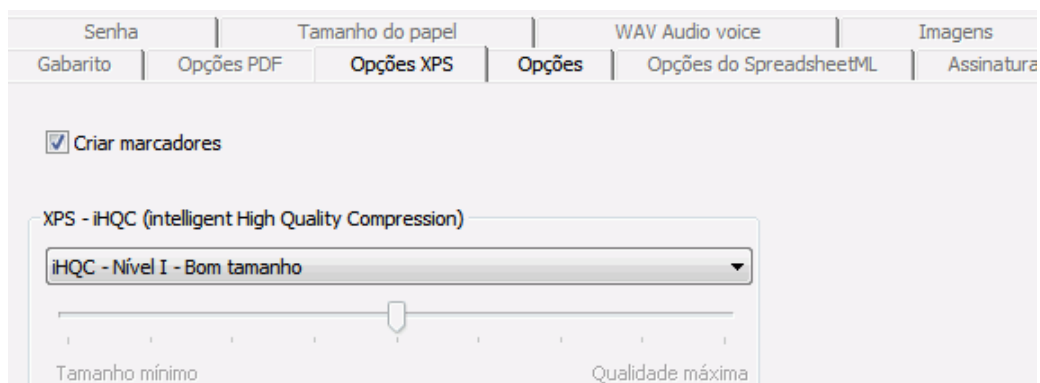 Senha Tamanho do papel WAV Audio voice Imagens
Gabarito Opções PDF Opções XPS Opções Opções do SpreadsheetML Assinatura
Criar marcadores
XPS - iHQC (intelligent High Quality Compression)
iHQC - Nível I - Bom tamanho
Tamanho mínimo Qualidade máxima